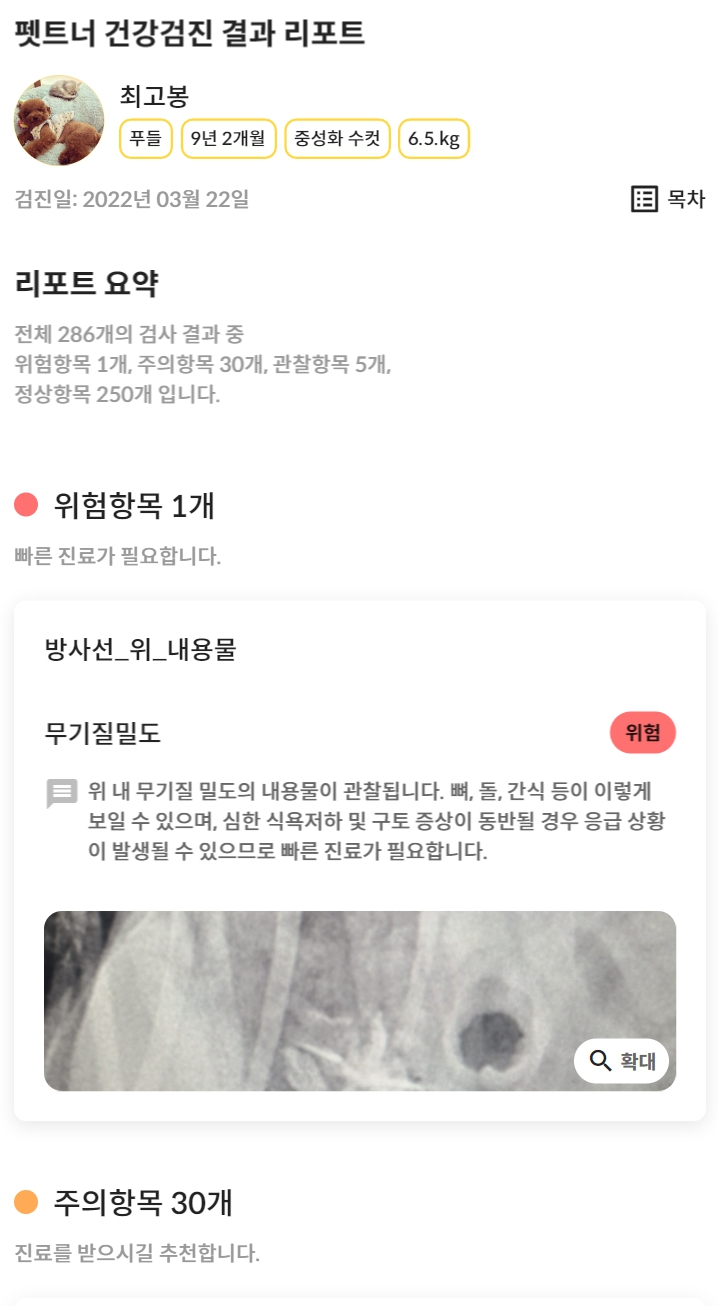 펫트너 건강검진 결과 리포트
최고봉
푸들 9년 2개월 중성화 수컷 6.5.kg
검진일: 2022년 03월 22일 목차
리포트 요약
전체 286개의 검사 결과 중
위험항목 1개, 주의항목 30개, 관찰항목 5개,
정상항목 250개 입니다.
위험항목 1개
빠른 진료가 필요합니다.
방사선_위_내용물
무기질밀도 위험
위 내 무기질 밀도의 내용물이 관찰됩니다. 뼈, 돌, 간식 등이 이렇게
보일 수 있으며, 심한 식욕저하 및 구토 증상이 동반될 경우 응급 상황
이 발생될 수 있으므로 빠른 진료가 필요합니다.
확대
주의항목 30개
진료를 받으시길 추천합니다.